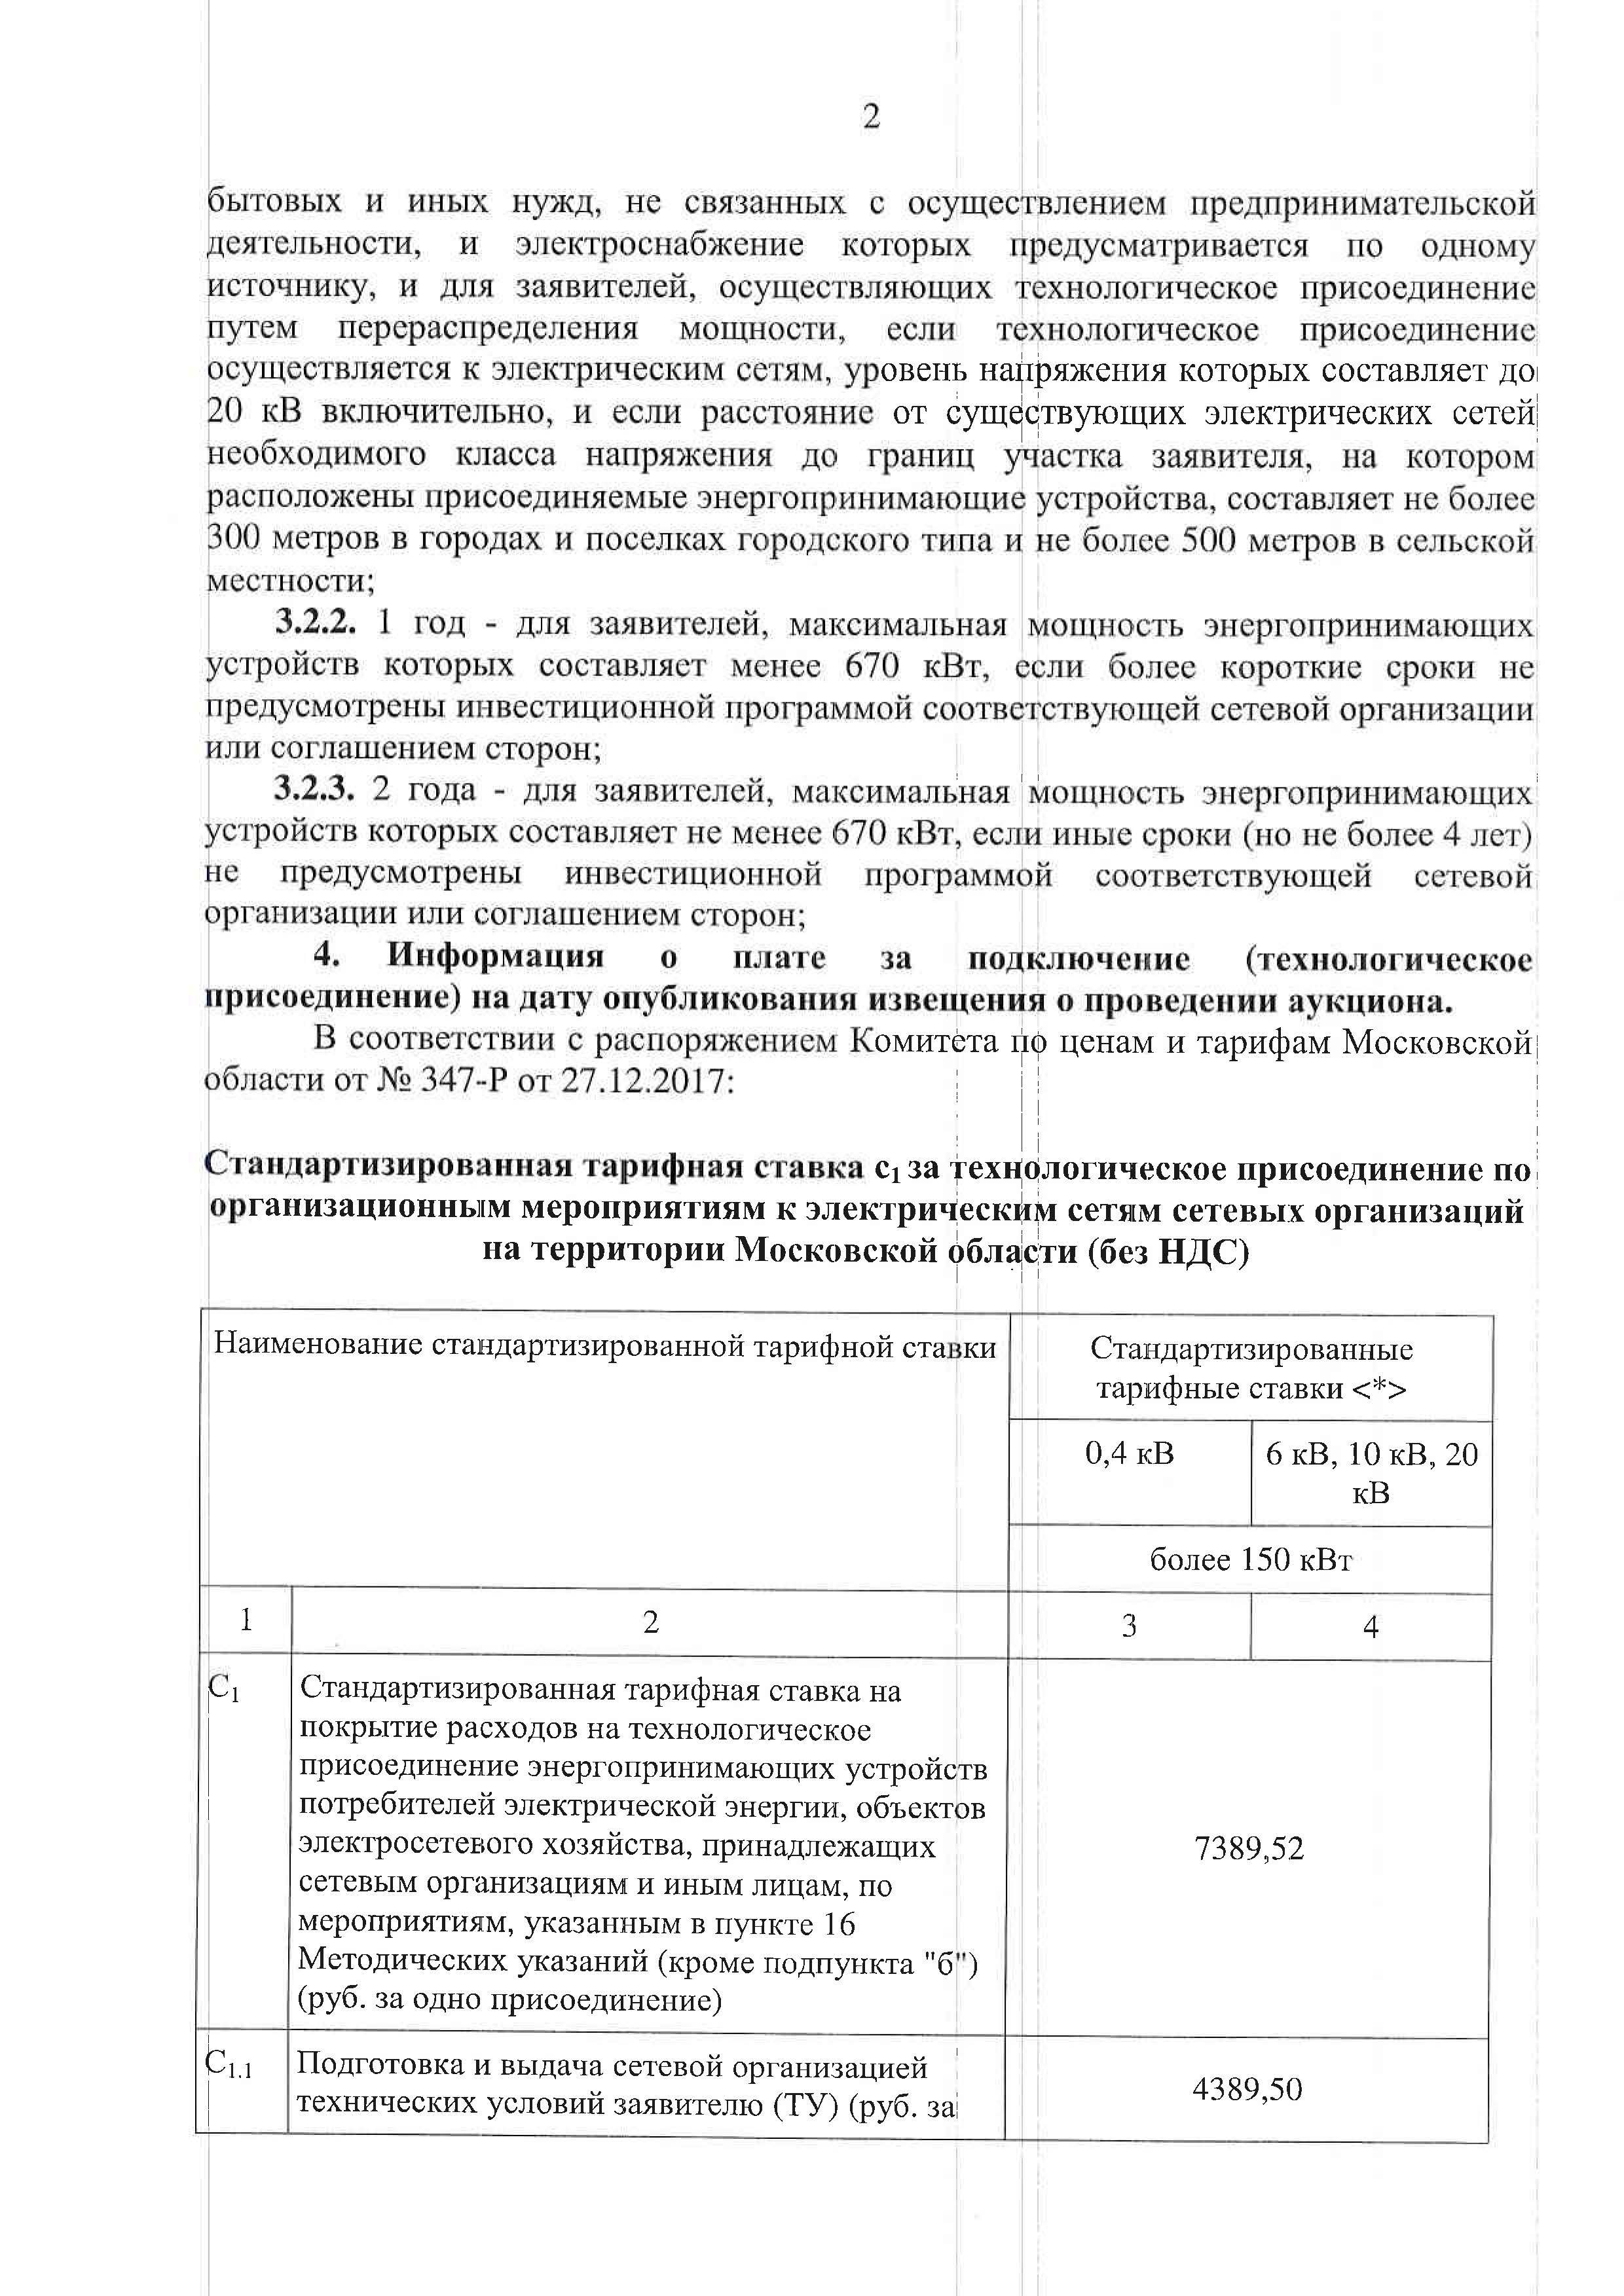 2
бытовых и иных нужд, не связанных с осуществлением предпринимательской
деятельности, и электроснабжение которых предусматривается по одному
источнику, и для заявителей, осуществляющих технологическое присоединение
путем перераспределения мощности, если технологическое присоединение
осуществляется к электрическим сетям, уровень напряжения которых составляет до
20 кВ включительно, и если расстояние от существующих электрических сетей
необходимого класса напряжения до границ участка заявителя, на котором
расположены присоединяемые энергопринимающие устройства, составляет не более
300 метров в городах и поселках городского типа и не более 500 метров в сельской
местности;
3.2.2. 1 год - для заявителей, максимальная мощность энергопринимающих
устройств которых составляет менее 670 кВт, если более короткие сроки не
предусмотрены инвестиционной программой соответствующей сетевой организации
или соглашением сторон;
3.2.3. 2 года - для заявителей, максимальная мощность энергопринимающих
устройств которых составляет не менее 670 кВт, если иные сроки (но не более 4 лет)
не предусмотрены инвестиционной программой соответствующей сетевой
организации или соглашением сторон;
4. Информация о плате за подключение (технологическое
присоединение) на дату опубликования извещения о проведении аукциона.
В соответствии с распоряжением Комитета по ценам и тарифам Московской
области от № 347-Р от 27.12.2017:
Стандартизированная тарифная ставка c₁ за технологическое присоединение по
организационным мероприятиям к электрическим сетям сетевых организаций
на территории Московской области (без НДС)
Наименование стандартизированной тарифной ставки
Стандартизированные
тарифные ставки <*>
0,4 кВ
6 кВ, 10 кВ, 20
кВ
более 150 кВт
1 2 3 4
С₁
Стандартизированная тарифная ставка на
покрытие расходов на технологическое
присоединение энергопринимающих устройств
потребителей электрической энергии, объектов
электросетевого хозяйства, принадлежащих
сетевым организациям и иным лицам, по
мероприятиям, указанным в пункте 16
Методических указаний (кроме подпункта "б")
(руб. за одно присоединение)
7389,52
С₁.₁
Подготовка и выдача сетевой организацией
технических условий заявителю (ТУ) (руб. за
4389,50